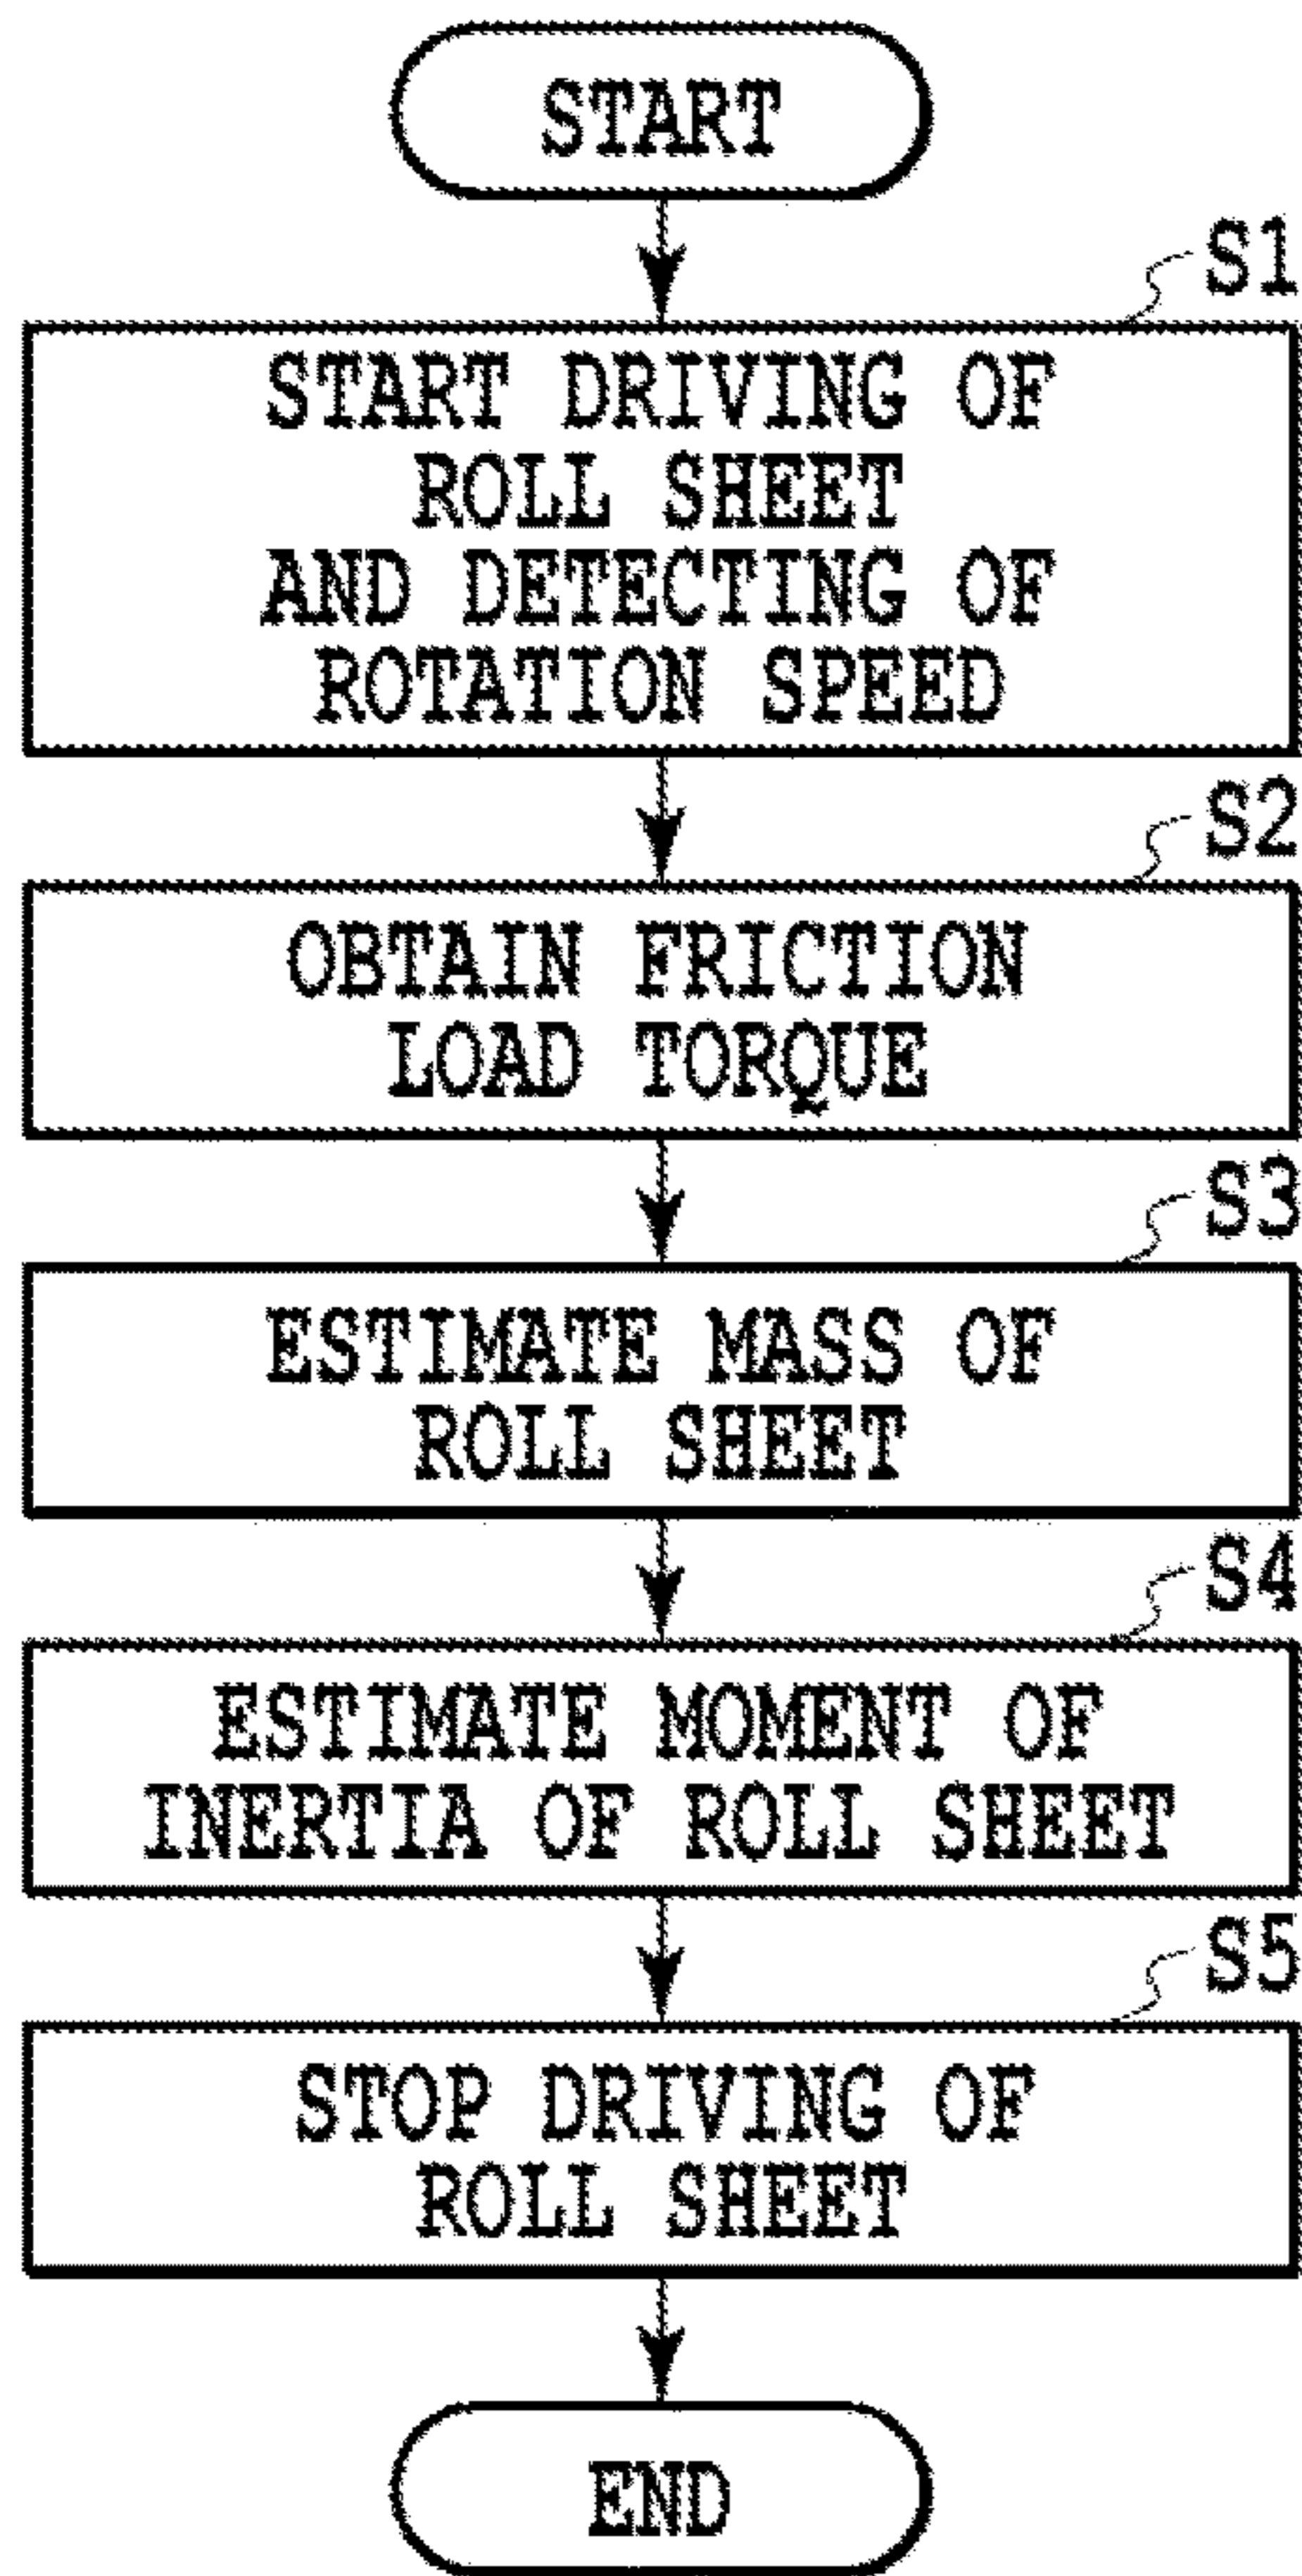 START
S1
START DRIVING OF
ROLL SHEET
AND DETECTING OF
ROTATION SPEED
S2
OBTAIN FRICTION
LOAD TORQUE
S3
ESTIMATE MASS OF
ROLL SHEET
S4
ESTIMATE MOMENT OF
INERTIA OF ROLL SHEET
S5
STOP DRIVING OF
ROLL SHEET
END